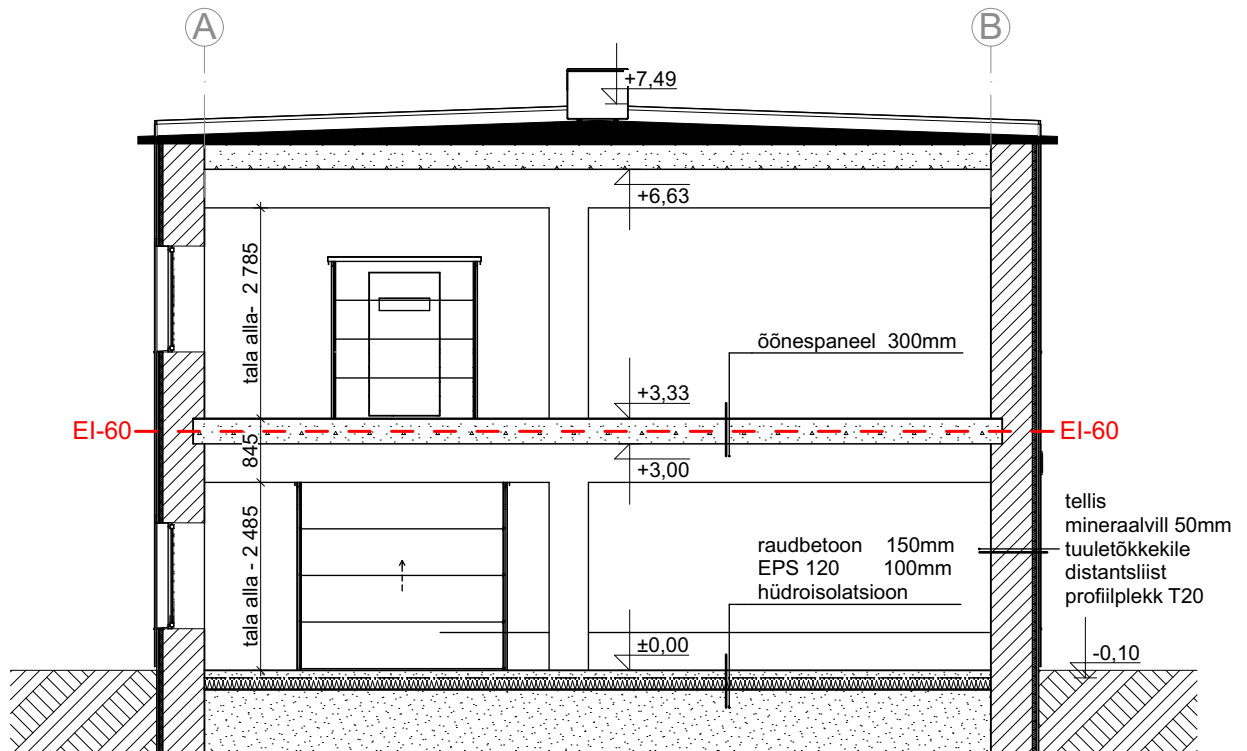 A
B
+7,49
+6,63
tala alla- 2 785
õõnespaneel 300mm
+3,33
EI-60
EI-60
845
+3,00
tellis
mineraalvill 50mm
tuuletõkkekile
distantsliist
profiilplekk T20
tala alla - 2 485
raudbetoon 150mm
EPS 120 100mm
hüdroisolatsioon
±0,00
-0,10